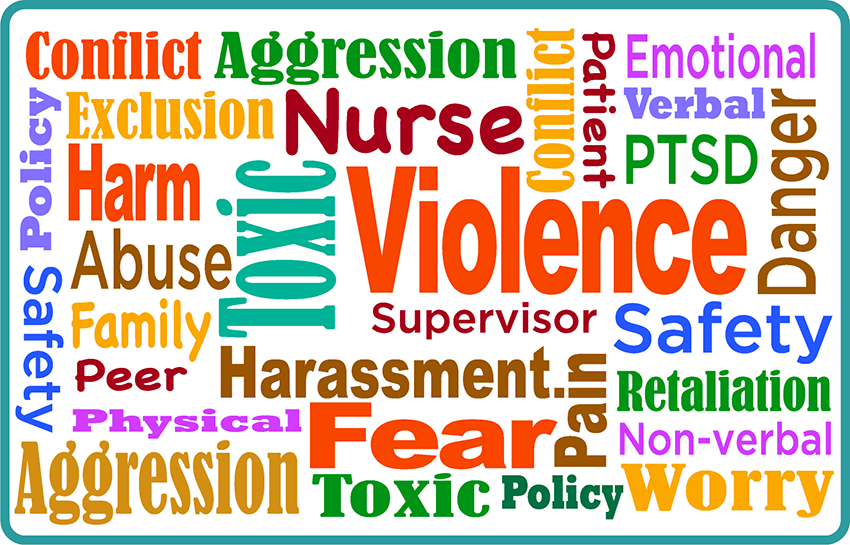 Conflict
Aggression
Conflict
Patient
Emotional
Policy
Exclusion
Nurse
Verbal
Danger
Harm
Toxic
Violence
PTSD
Abuse
Safety
Family
Supervisor
Safety
Peer
Harassment.in
Pain
Retaliation
Physical
Fear
Non-verbal
Aggression
Toxic
Policy
Worry